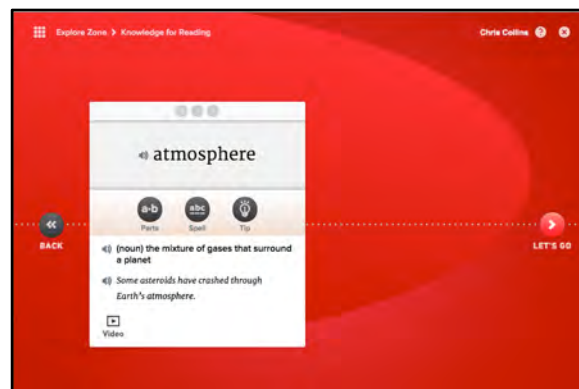 Explore Zone > Knowledge for Reading
Chris Collins ?
atmosphere
a-b
abc
Parts
Spell
Tip
BACK
LET'S GO
(noun) the mixture of gases that surround
a planet
Some asteroids have crashed through
Earth's atmosphere.
Video